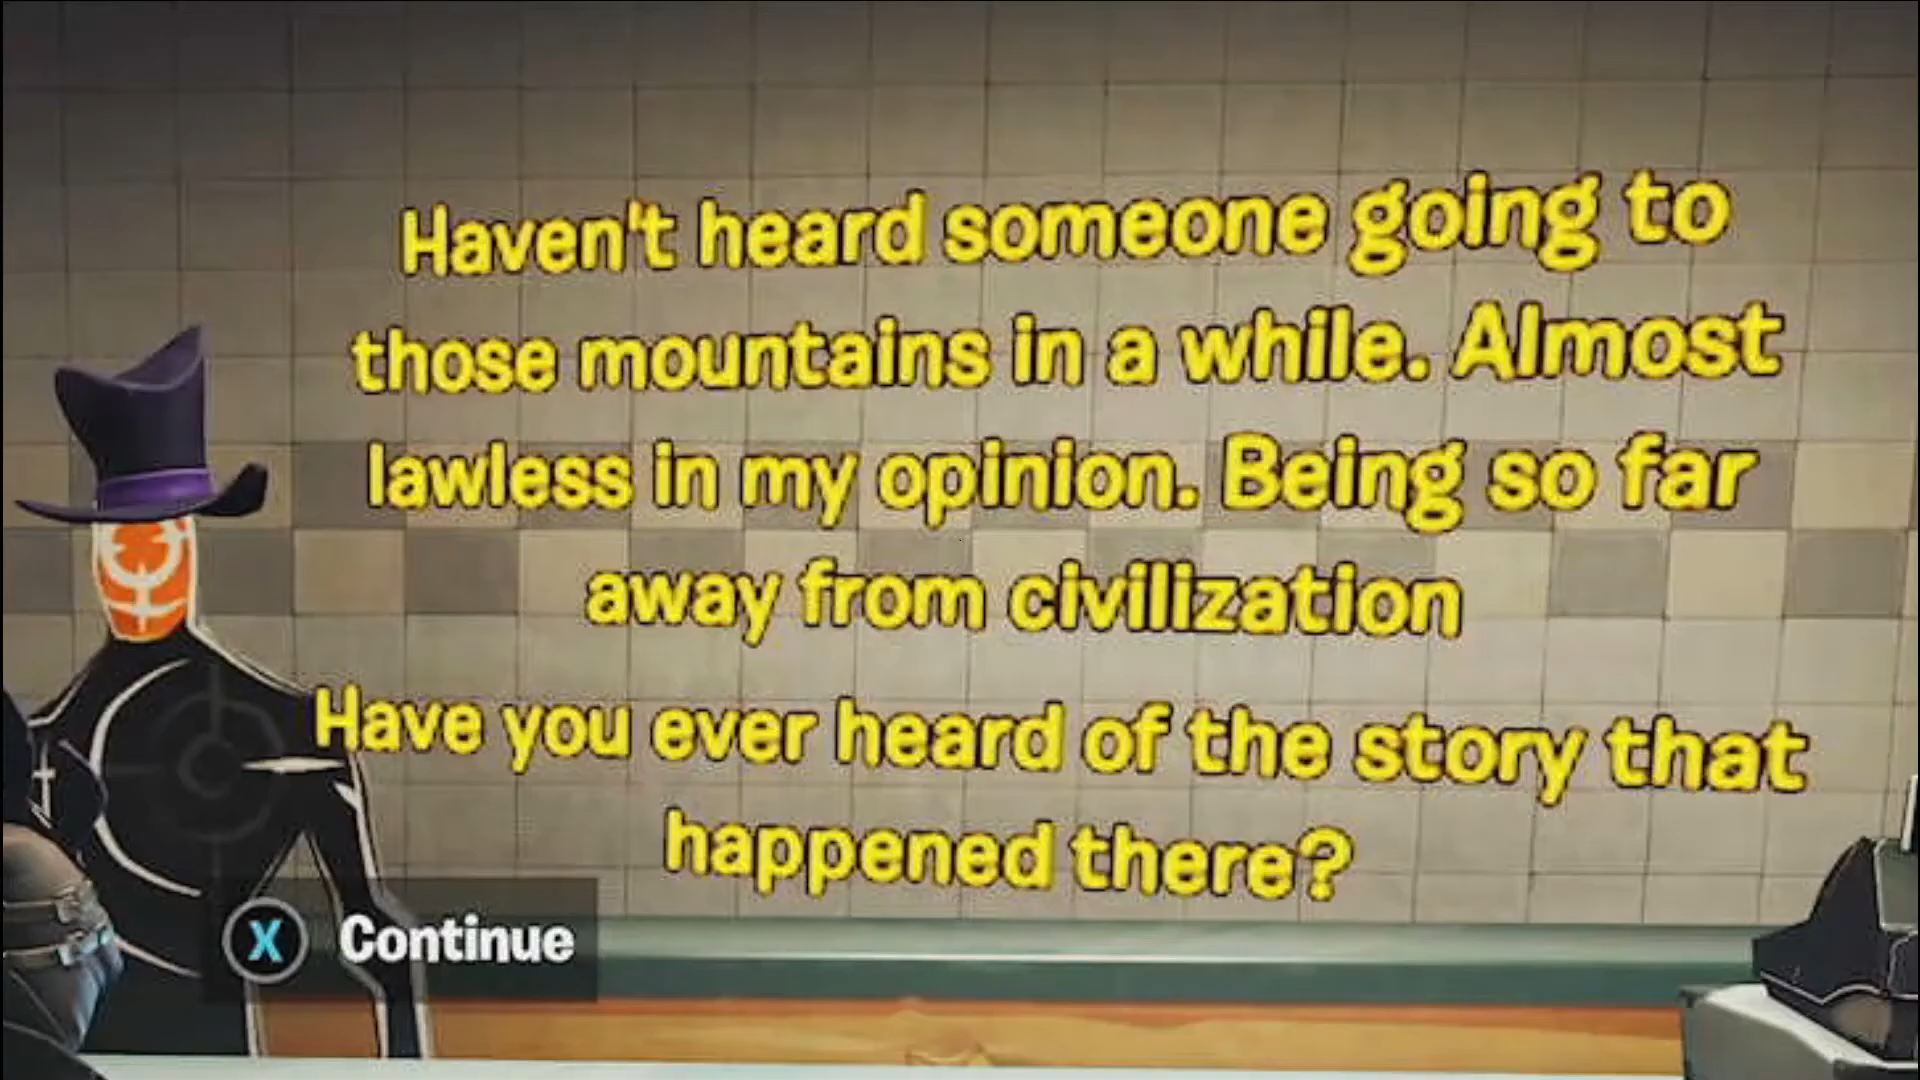 Haven't heard someone going to
those mountains in a while. Almost
lawless in my opinion. Being so far
away from civilization
Have you ever heard of the story that
happened there?
X Continue